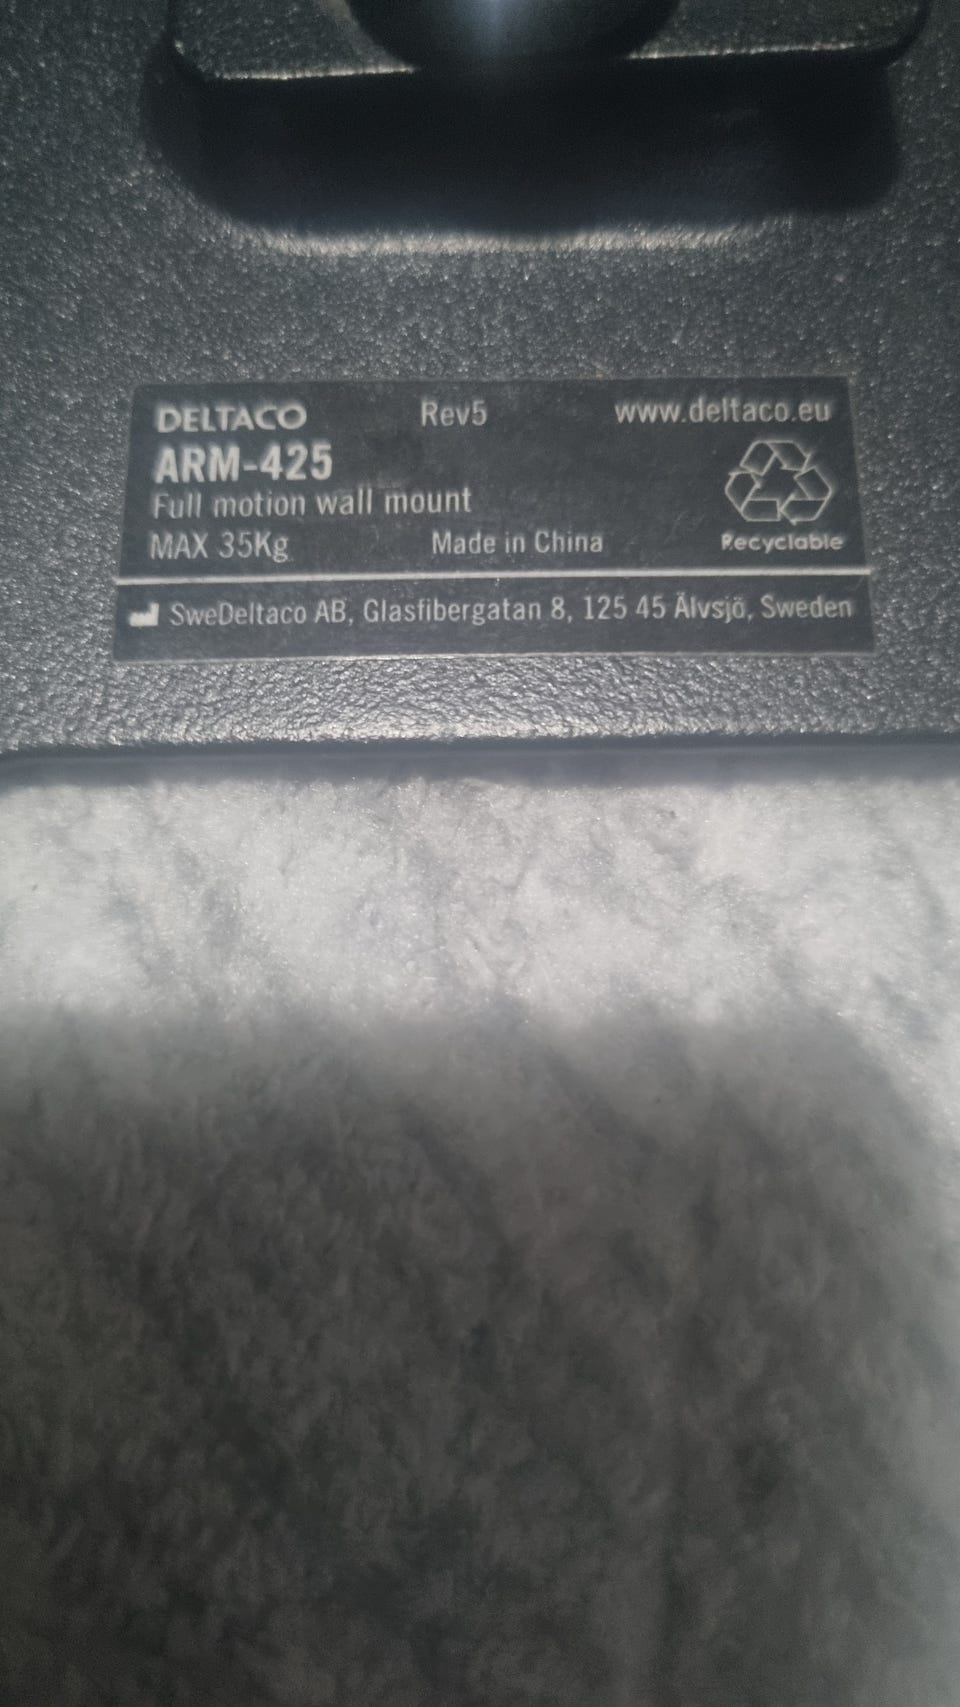 DELTACO Rev5 www.deltaco.eu
ARM-425
Full motion wall mount
MAX 35Kg Made in China Recyclable
SweDeltaco AB, Glasfibergatan 8, 125 45 Älvsjö, Sweden